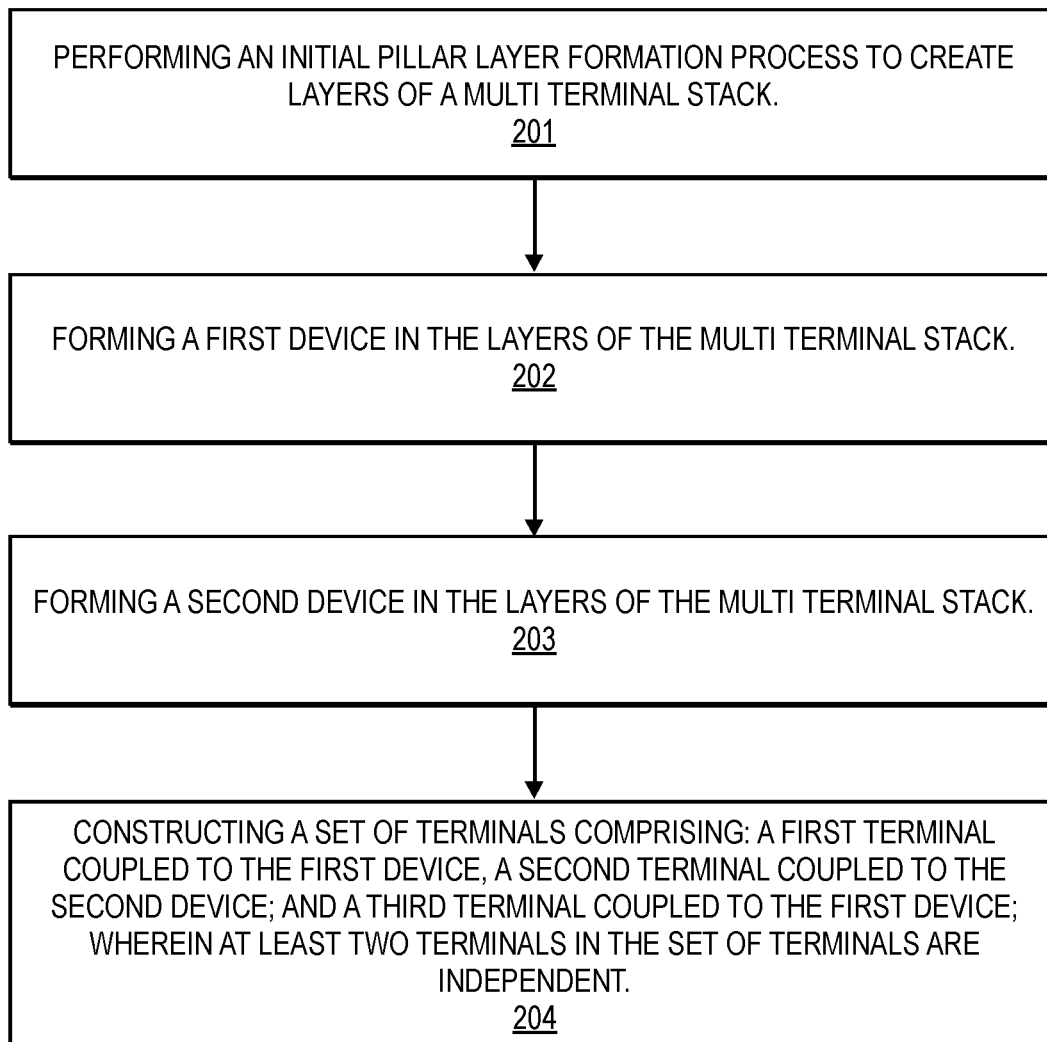 PERFORMING AN INITIAL PILLAR LAYER FORMATION PROCESS TO CREATE
LAYERS OF A MULTI TERMINAL STACK.
201
FORMING A FIRST DEVICE IN THE LAYERS OF THE MULTI TERMINAL STACK.
202
FORMING A SECOND DEVICE IN THE LAYERS OF THE MULTI TERMINAL STACK.
203
CONSTRUCTING A SET OF TERMINALS COMPRISING: A FIRST TERMINAL
COUPLED TO THE FIRST DEVICE, A SECOND TERMINAL COUPLED TO THE
SECOND DEVICE; AND A THIRD TERMINAL COUPLED TO THE FIRST DEVICE;
WHEREIN AT LEAST TWO TERMINALS IN THE SET OF TERMINALS ARE
INDEPENDENT.
204